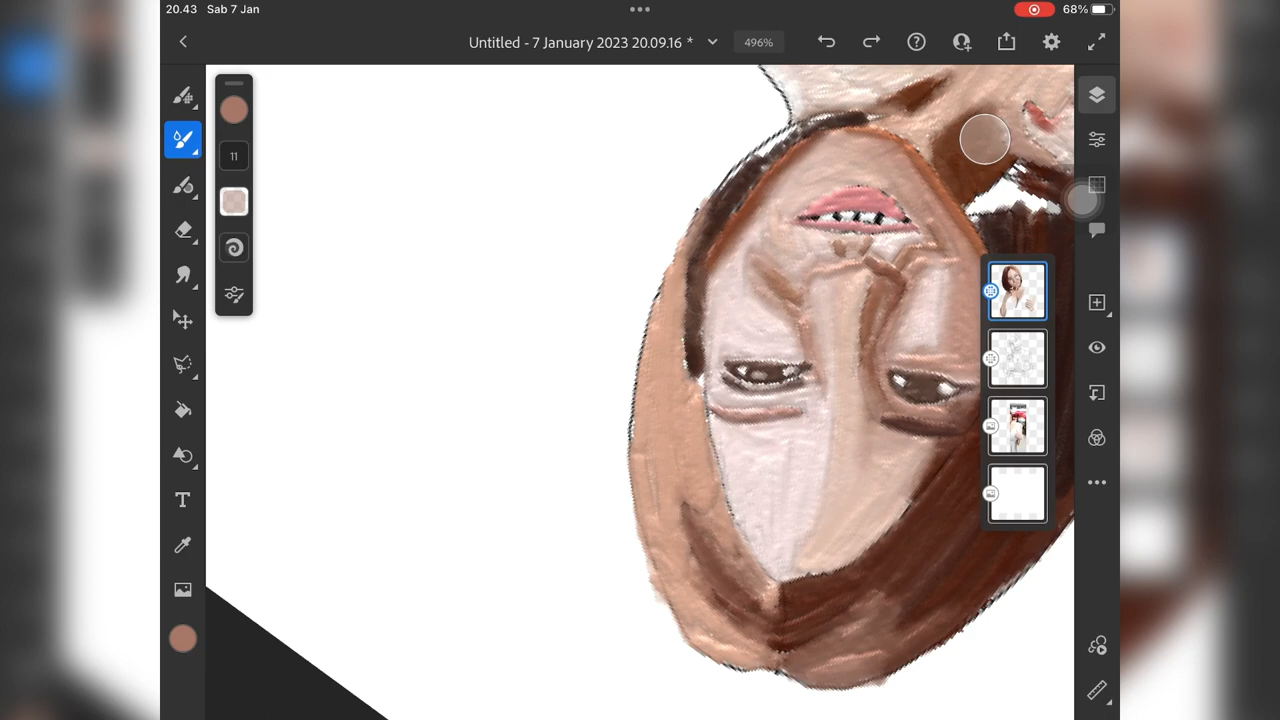 20.43 Sab 7 Jan
68%
Untitled - 7 January 2023 20.09.16 *
496%
11
T